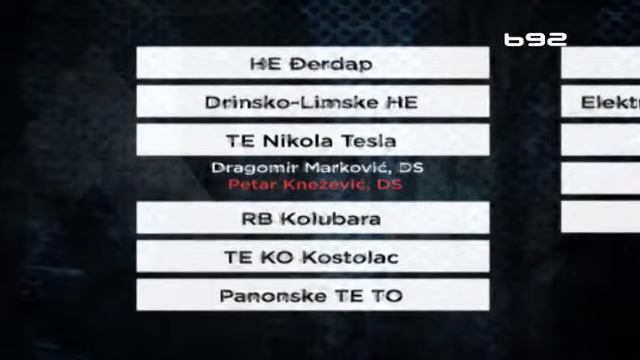 b92
HE Đerdap
Drinsko-Limske HE
TE Nikola Tesla
Dragomir Marković, DS
Petar Knežević, DS
RB Kolubara
TE KO Kostolac
Panonske TE TO